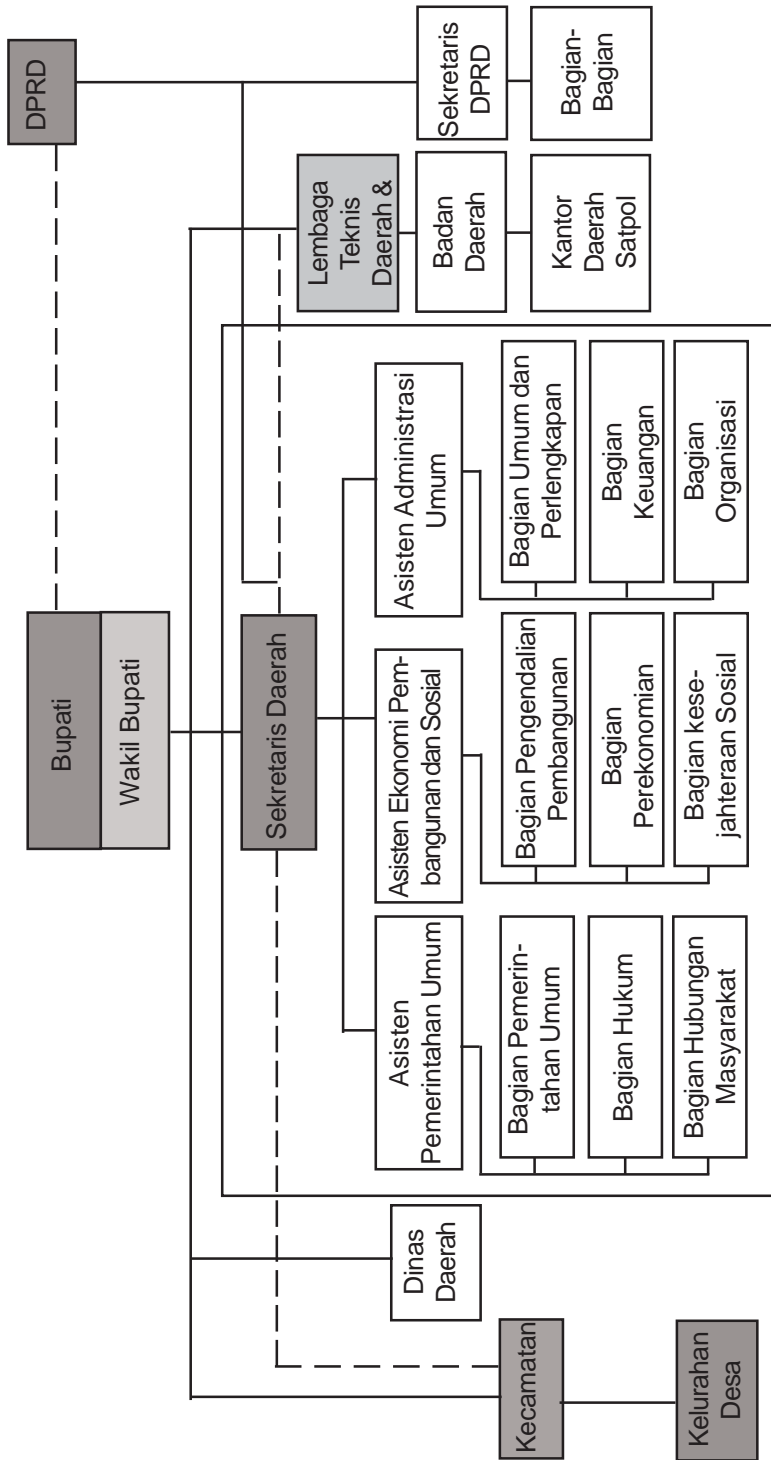 DPRD
Bupati
Wakil Bupati
Sekretaris Daerah
Lembaga
Teknis
Daerah &
Asisten
Pemerintahan Umum
Asisten Ekonomi Pem-
bangunan dan Sosial
Asisten Administrasi
Umum
Dinas
Daerah
Badan
Daerah
Sekretaris
DPRD
Kecamatan
Bagian Pemerin-
tahan Umum
Bagian Pengendalian
Pembangunan
Bagian Umum dan
Perlengkapan
Kantor
Daerah
Satpol
Bagian-
Bagian
Bagian Hukum
Bagian
Perekonomian
Bagian
Keuangan
Kelurahan
Desa
Bagian Hubungan
Masyarakat
Bagian kese-
jahteraan Sosial
Bagian
Organisasi